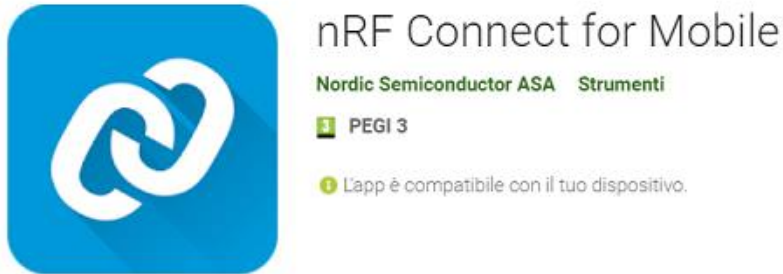 nRF Connect for Mobile
Nordic Semiconductor ASA Strumenti
3 PEGI 3
L'app è compatibile con il tuo dispositivo.